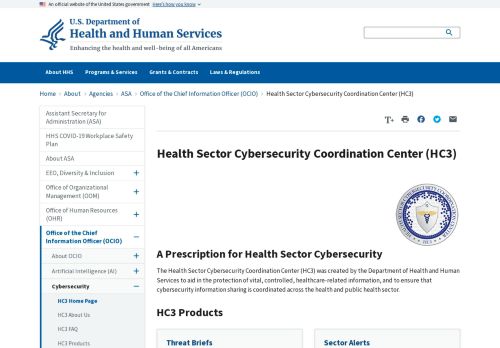 An official website of the United States government Here's how you know
U.S. Department of
Health and Human Services
Enhancing the health and well-being of all Americans
About HHS Programs & Services Grants & Contracts Laws & Regulations
Home > About > Agencies > ASA > Office of the Chief Information Officer (OCIO) > Health Sector Cybersecurity Coordination Center (HC3)
Assistant Secretary for
Administration (ASA)
HHS COVID-19 Workplace Safety
Plan
About ASA
EEO, Diversity & Inclusion +
Office of Organizational
Management (OOM) +
Office of Human Resources
(OHR) +
Office of the Chief
Information Officer (OCIO) –
About OCIO +
Artificial Intelligence (AI) +
Cybersecurity –
HC3 Home Page
HC3 About Us
HC3 FAQ
HC3 Products
T+
Health Sector Cybersecurity Coordination Center (HC3)
A Prescription for Health Sector Cybersecurity
The Health Sector Cybersecurity Coordination Center (HC3) was created by the Department of Health and Human
Services to aid in the protection of vital, controlled, healthcare-related information, and to ensure that
cybersecurity information sharing is coordinated across the health and public health sector.
HC3 Products
Threat Briefs
Sector Alerts